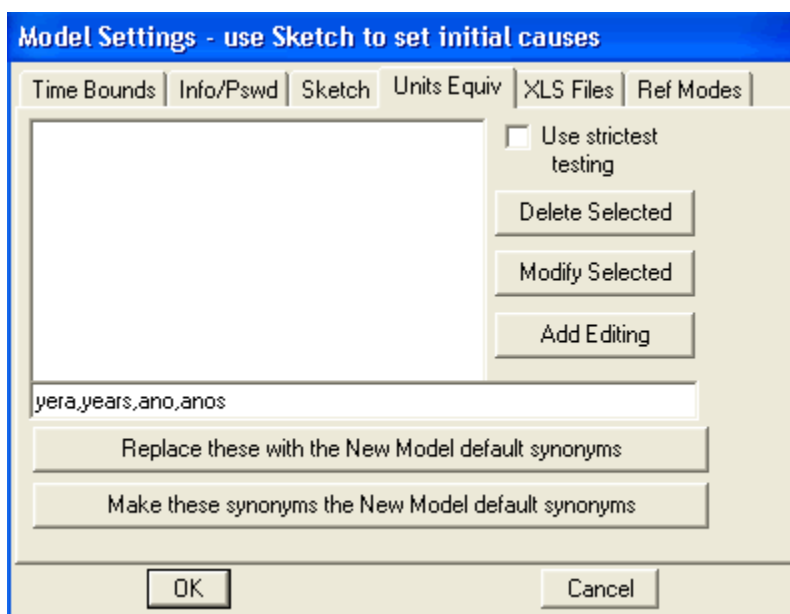 Model Settings - use Sketch to set initial causes
Time Bounds Info/Pswd Sketch Units Equiv XLS Files Ref Modes
Use strictest
testing
Delete Selected
Modify Selected
Add Editing
yera,years,ano,anos
Replace these with the New Model default synonyms
Make these synonyms the New Model default synonyms
OK Cancel